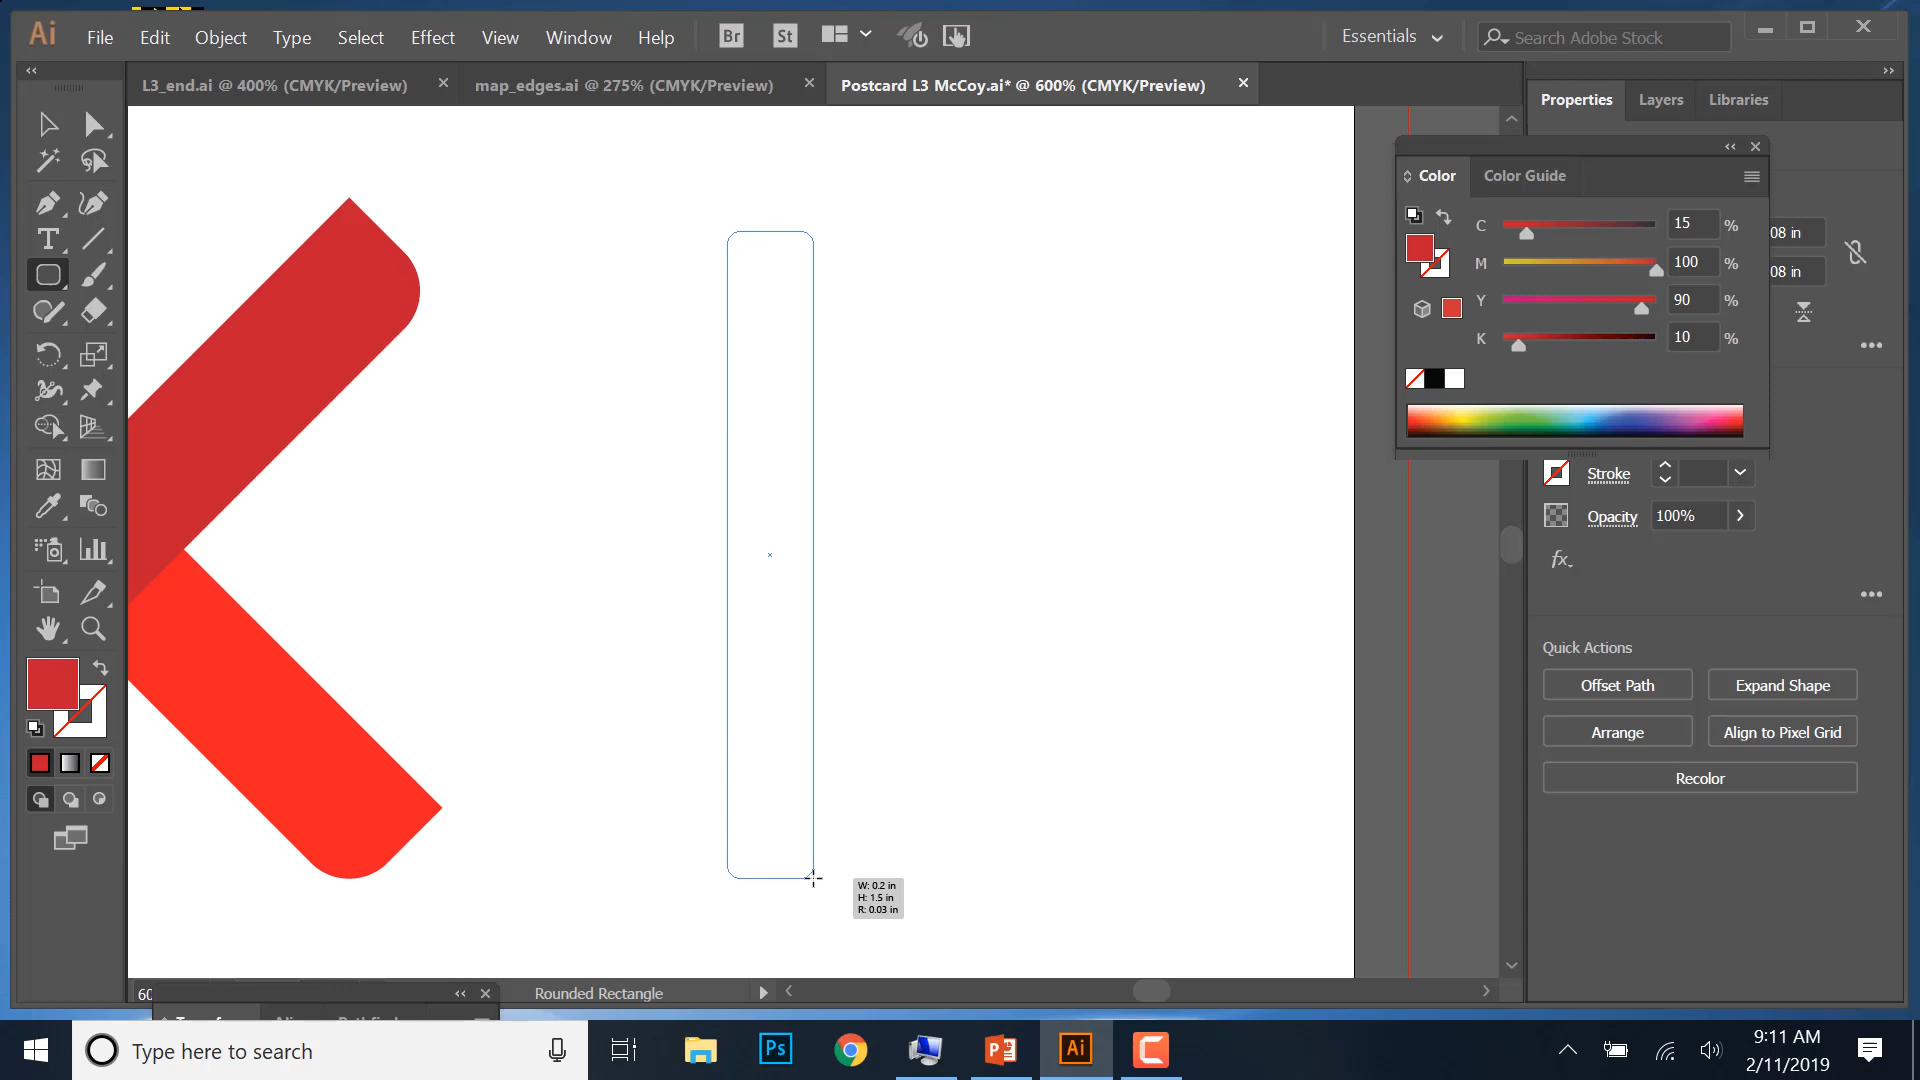 Ai File Edit Object Type Select Effect View Window Help Br St Essentials Search Adobe Stock
L3_end.ai @ 400% (CMYK/Preview) map_edges.ai @ 275% (CMYK/Preview) Postcard L3 McCoy.ai* @ 600% (CMYK/Preview)
Properties Layers Libraries
Color Color Guide
C 15 %
M 100 %
Y 90 %
K 10 %
08 in
08 in
Stroke
Opacity 100%
fx
Quick Actions
Offset Path Expand Shape
Arrange Align to Pixel Grid
Recolor
W: 0.2 in
H: 1.5 in
R: 0.03 in
60 Rounded Rectangle
Type here to search
Ps Ai
9:11 AM
2/11/2019